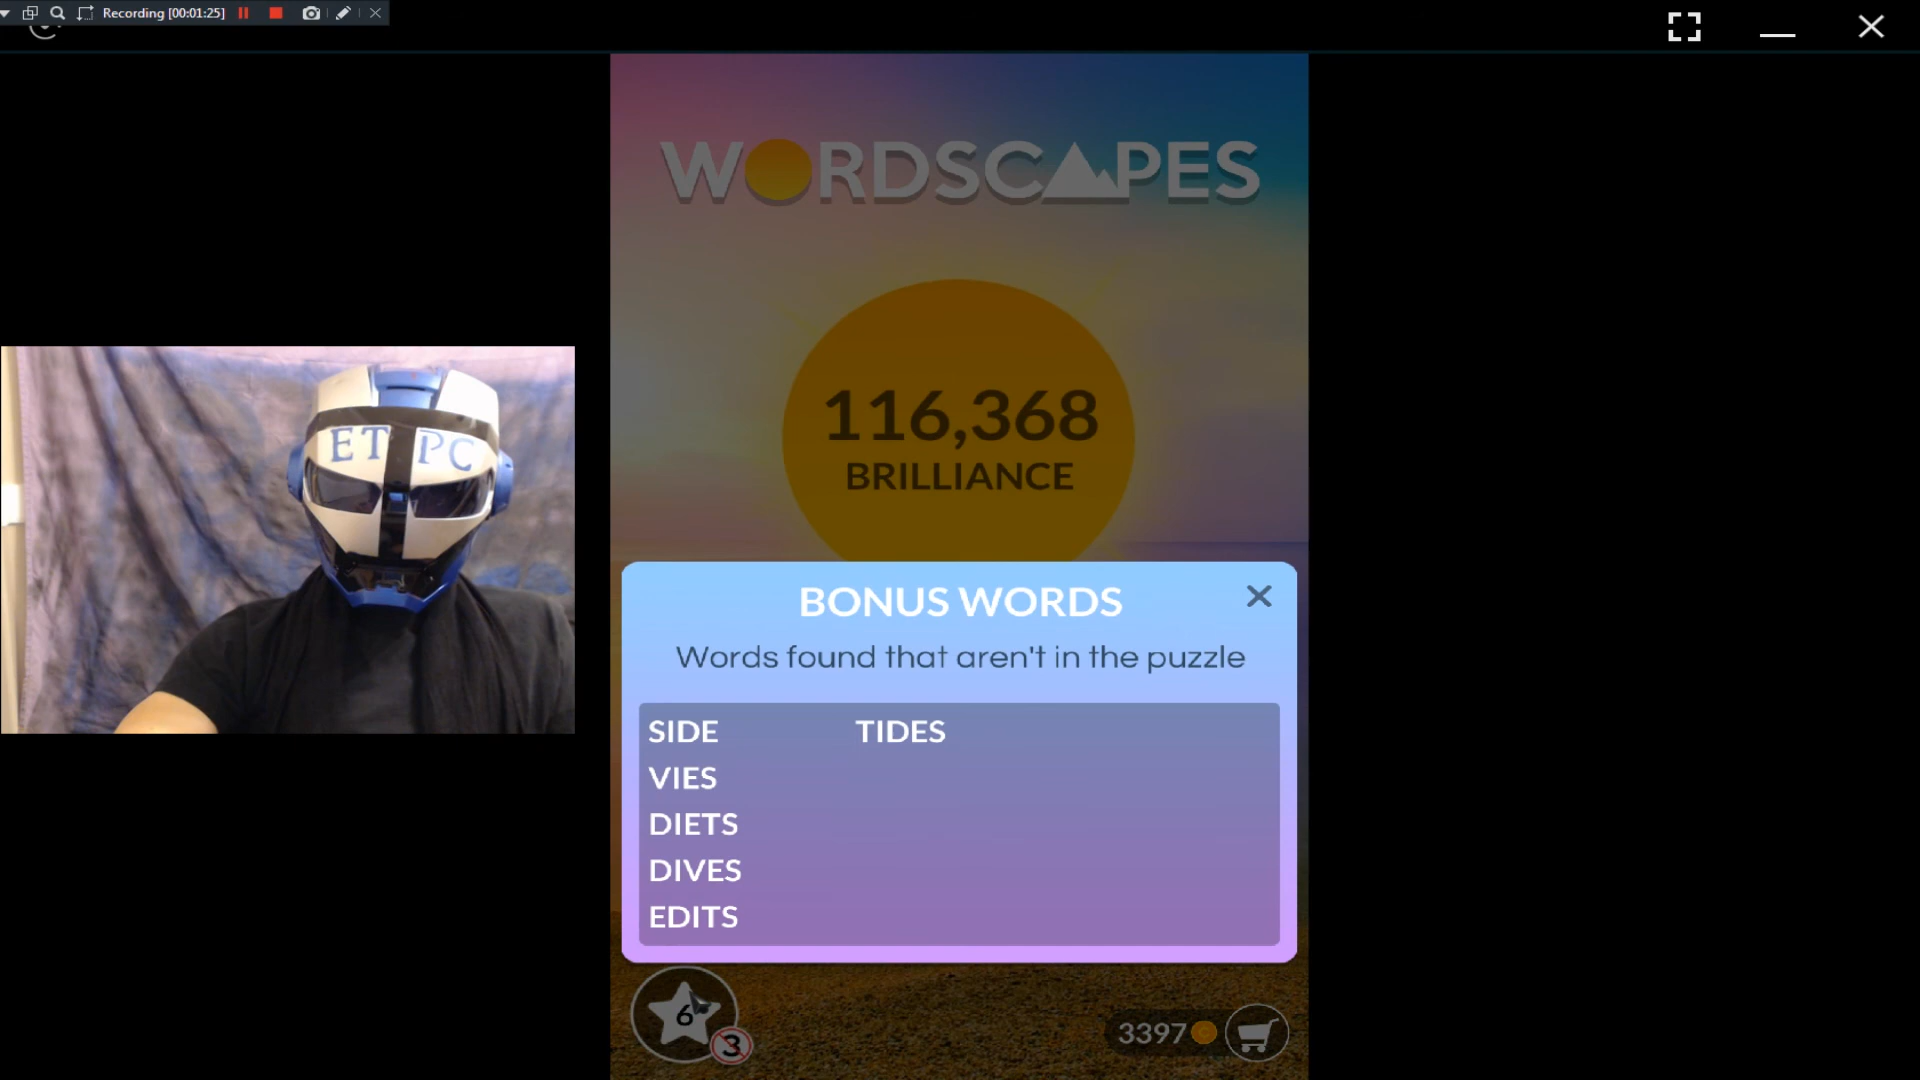 Recording [00:01:25]
WORDSCAPES
116,368
BRILLIANCE
ET PC
BONUS WORDS
Words found that aren't in the puzzle
SIDE TIDES
VIES
DIETS
DIVES
EDITS
6
3
3397